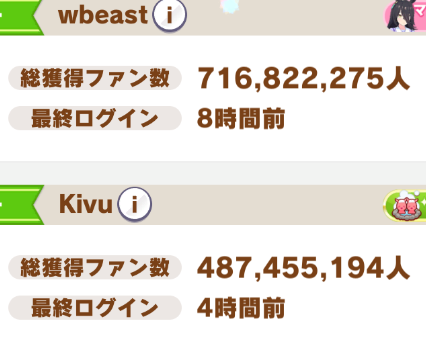 wbeast i
マ
総獲得ファン数 716,822,275人
最終ログイン 8時間前
Kivu i
総獲得ファン数 487,455,194人
最終ログイン 4時間前